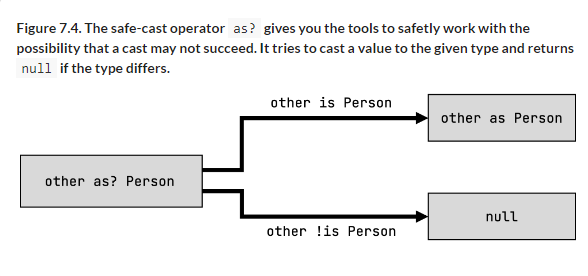 Figure 7.4. The safe-cast operator as? gives you the tools to safetly work with the
possibility that a cast may not succeed. It tries to cast a value to the given type and returns
null if the type differs.
other is Person
other as Person
other as? Person
null
other !is Person